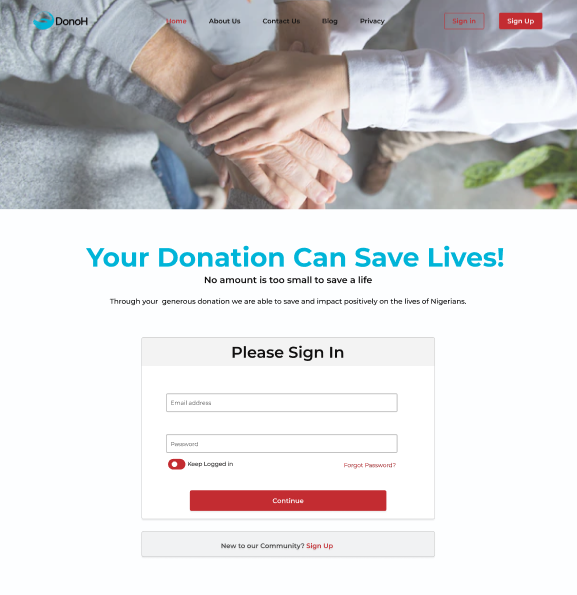 DonoH
Home About Us Contact Us Blog Privacy Sign In Sign Up
Your Donation Can Save Lives!
No amount is too small to save a life
Through your generous donation we are able to save and impact positively on the lives of Nigerians.
Please Sign In
Email address
Password
Keep Logged in Forgot Password?
Continue
New to our Community? Sign Up